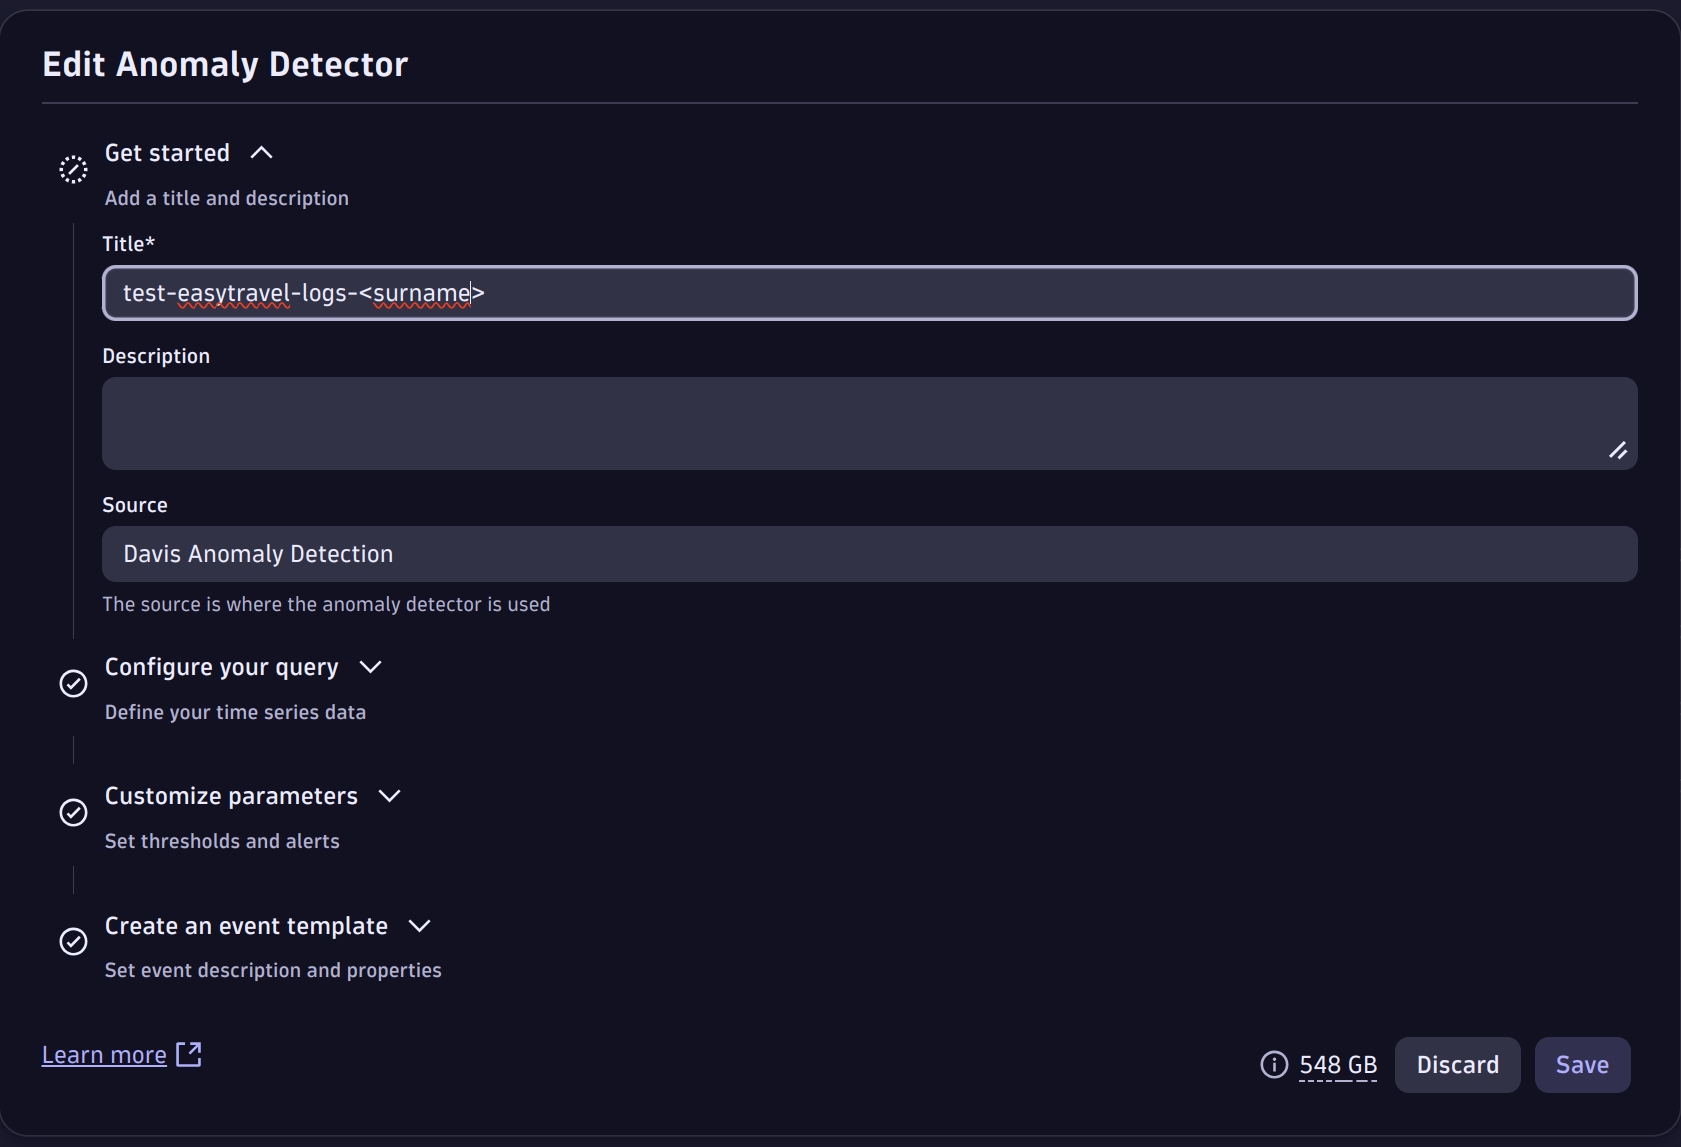 Edit Anomaly Detector
Get started
Add a title and description
Title*
test-easytravel-logs-<surname>
Description
Source
Davis Anomaly Detection
The source is where the anomaly detector is used
Configure your query
Define your time series data
Customize parameters
Set thresholds and alerts
Create an event template
Set event description and properties
Learn more
548 GB
Discard
Save